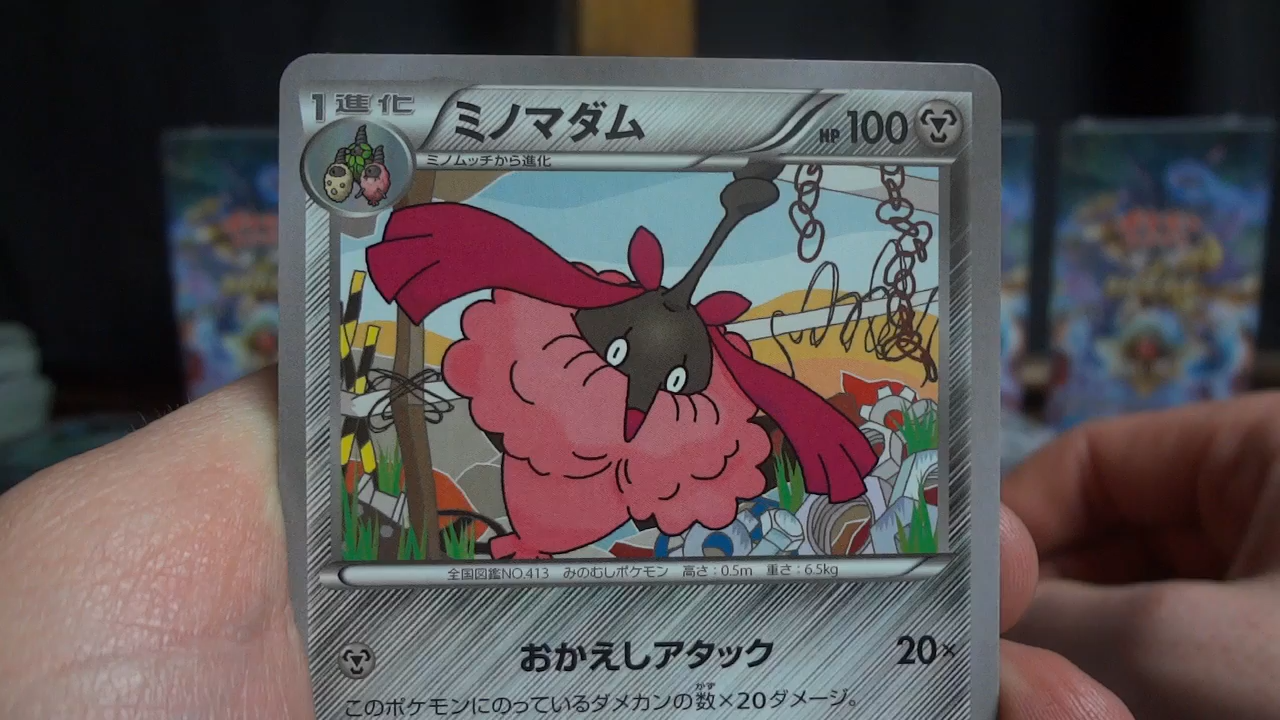 1進化
ミノマダム
HP100
ミノムッチから進化
全国図鑑NO.413 みのむしポケモン 高さ:0.5m 重さ:6.5kg
おかえしアタック 20×
かず
このポケモンにのっているダメカンの数×20ダメージ。